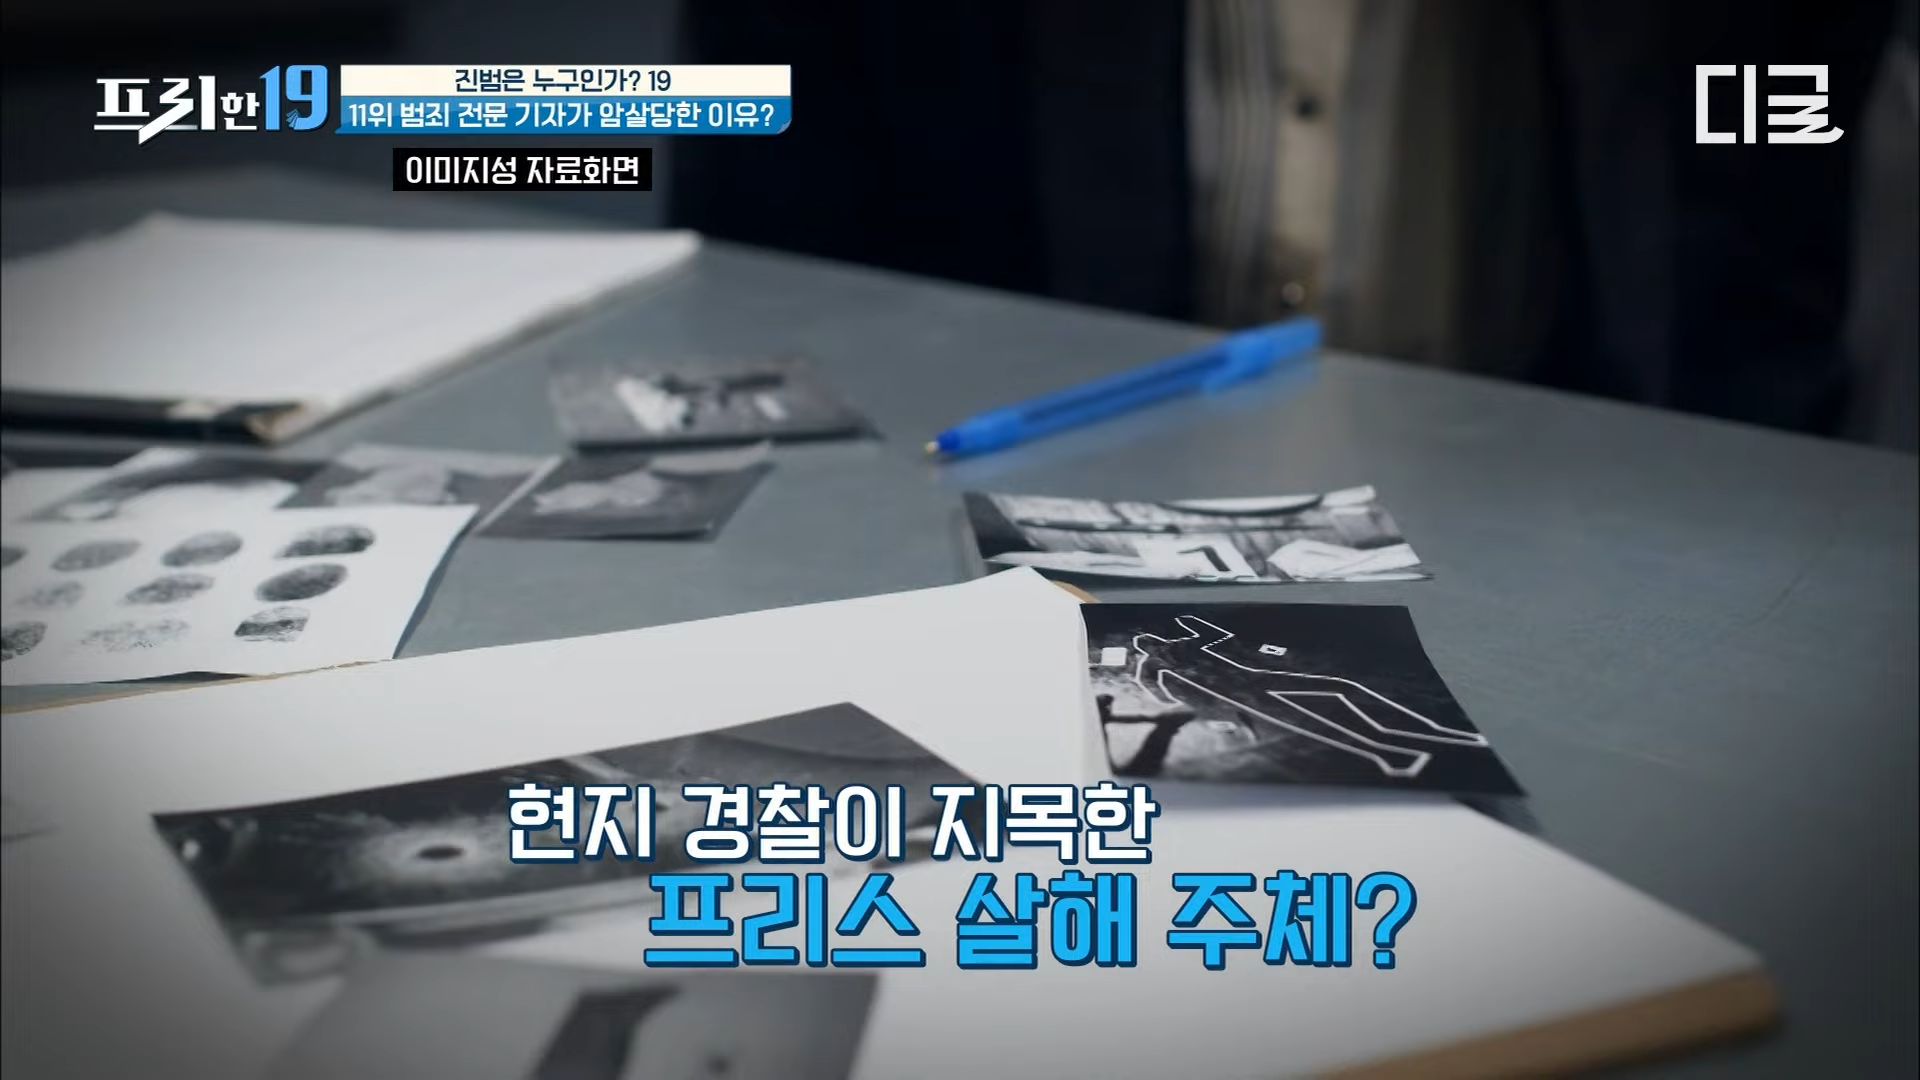 프리한19
진범은 누구인가? 19
11위 범죄 전문 기자가 암살당한 이유?
이미지성 자료화면
디글
현지 경찰이 지목한
프리스 살해 주체?